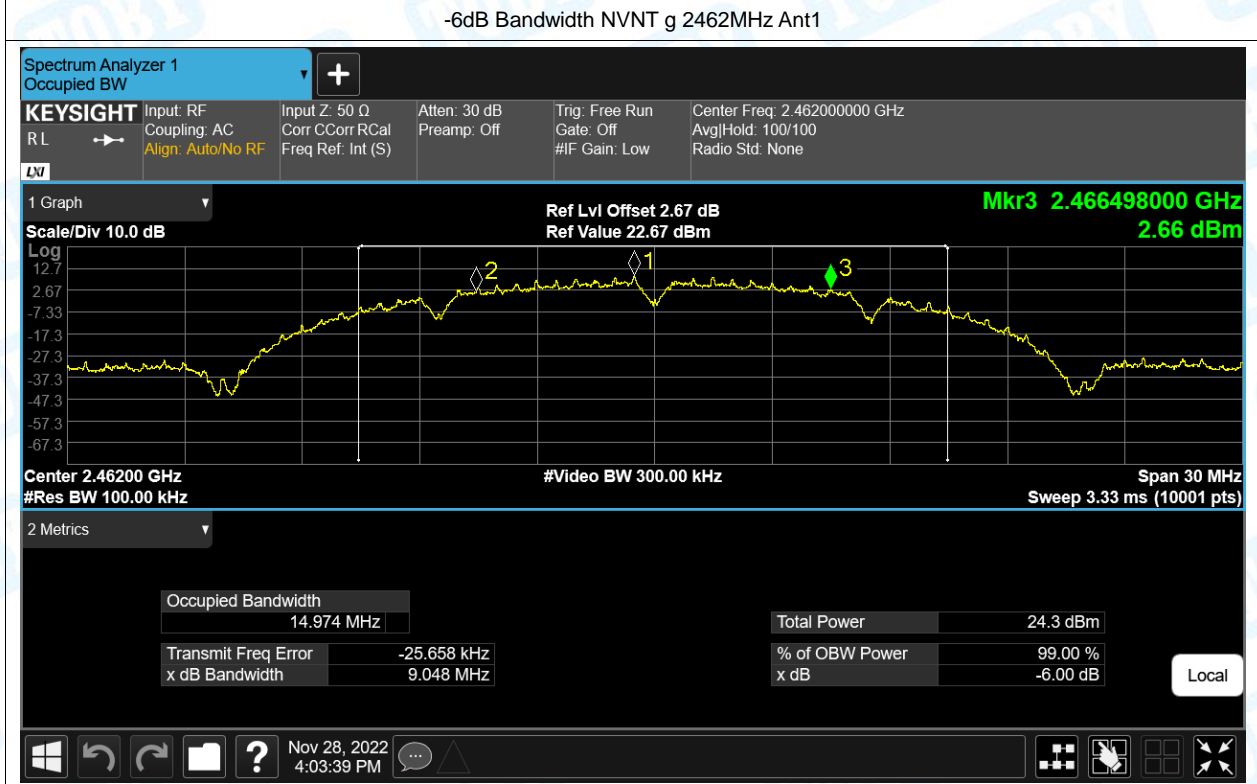 -6dB Bandwidth NVNT g 2462MHz Ant1
Spectrum Analyzer 1
Occupied BW
KEYSIGHT
R L
LXI
Input: RF
Coupling: AC
Align: Auto/No RF
Input Z: 50 Ω
Corr CCorr RCal
Freq Ref: Int (S)
Atten: 30 dB
Preamp: Off
Trig: Free Run
Gate: Off
#IF Gain: Low
Center Freq: 2.462000000 GHz
Avg|Hold: 100/100
Radio Std: None
1 Graph
Scale/Div 10.0 dB
Ref Lvl Offset 2.67 dB
Ref Value 22.67 dBm
Mkr3 2.466498000 GHz
2.66 dBm
Log
12.7
2.67
-7.33
-17.3
-27.3
-37.3
-47.3
-57.3
-67.3
2
1
3
Center 2.46200 GHz
#Res BW 100.00 kHz
#Video BW 300.00 kHz
Span 30 MHz
Sweep 3.33 ms (10001 pts)
2 Metrics
Occupied Bandwidth
14.974 MHz
Transmit Freq Error -25.658 kHz
x dB Bandwidth 9.048 MHz
Total Power 24.3 dBm
% of OBW Power 99.00 %
x dB -6.00 dB
Local
?
Nov 28, 2022
4:03:39 PM